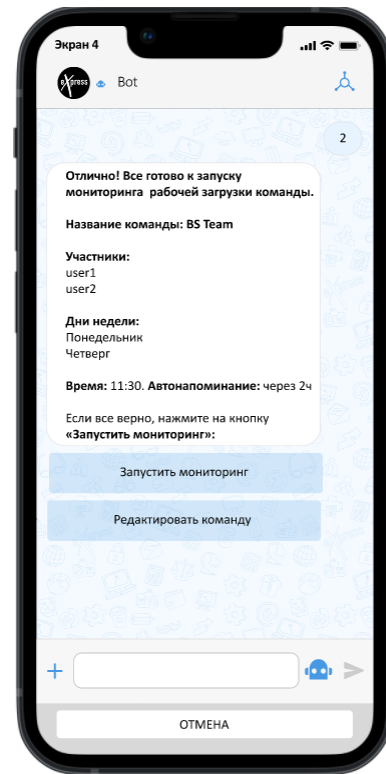 Экран 4
eXpress
Bot
2
Отлично! Все готово к запуску
мониторинга рабочей загрузки команды.
Название команды: BS Team
Участники:
user1
user2
Дни недели:
Понедельник
Четверг
Время: 11:30. Автонапоминание: через 2ч
Если все верно, нажмите на кнопку
«Запустить мониторинг»:
Запустить мониторинг
Редактировать команду
ОТМЕНА